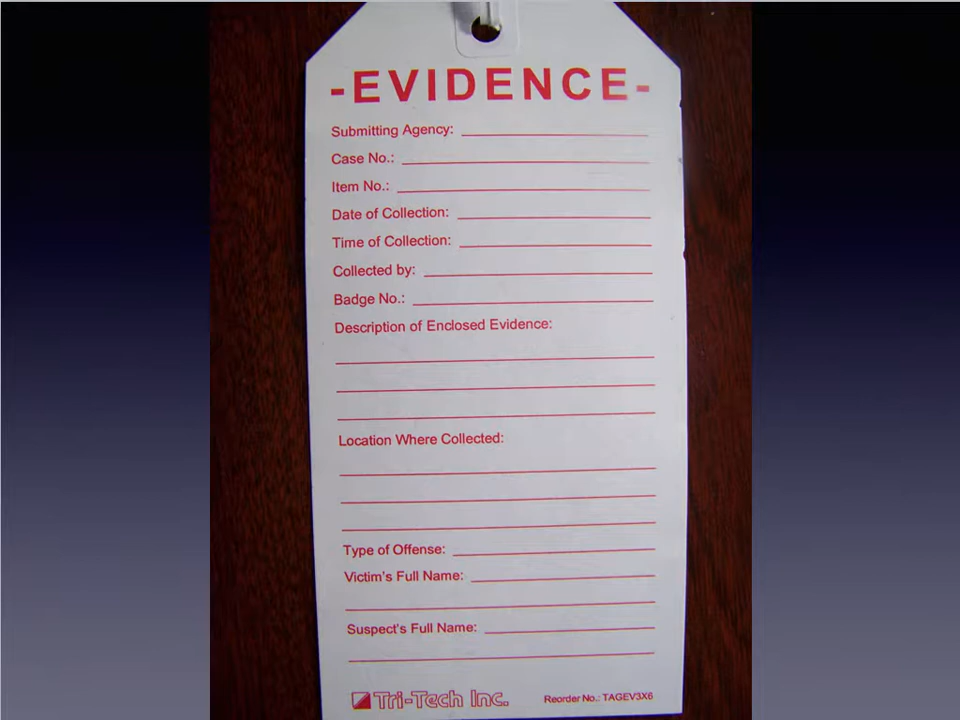 -EVIDENCE-
Submitting Agency:
Case No.:
Item No.:
Date of Collection:
Time of Collection:
Collected by:
Badge No.:
Description of Enclosed Evidence:
Location Where Collected:
Type of Offense:
Victim's Full Name:
Suspect's Full Name:
Tri-Tech Inc. Reorder No.: TAGEV3X6